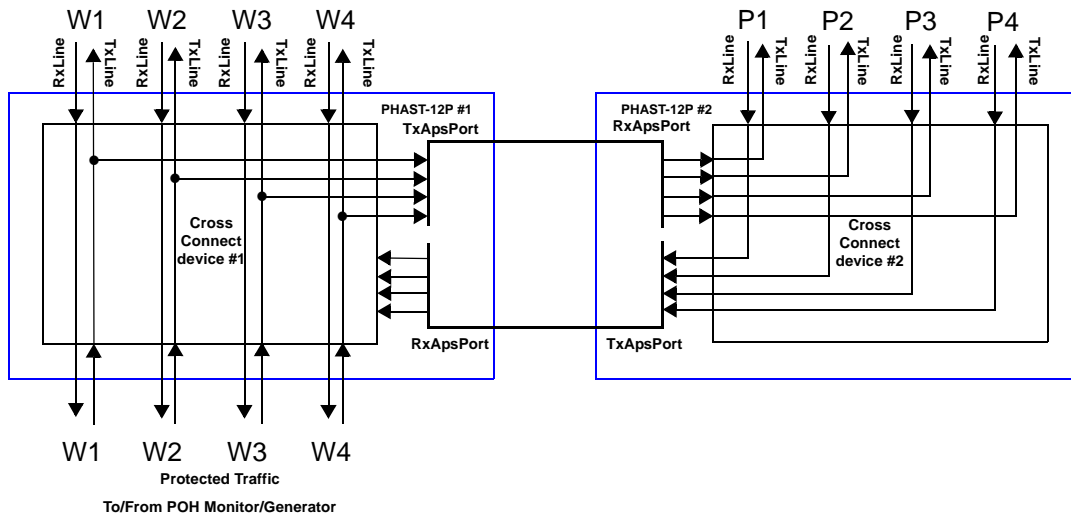 W1 W2 W3 W4
P1 P2 P3 P4
RxLine TxLine RxLine TxLine RxLine TxLine RxLine TxLine
RxLine TxLine RxLine TxLine RxLine TxLine RxLine TxLine
PHAST-12P #1
TxApsPort
PHAST-12P #2
RxApsPort
Cross
Connect
device #1
Cross
Connect
device #2
RxApsPort
TxApsPort
W1 W2 W3 W4
Protected Traffic
To/From POH Monitor/Generator